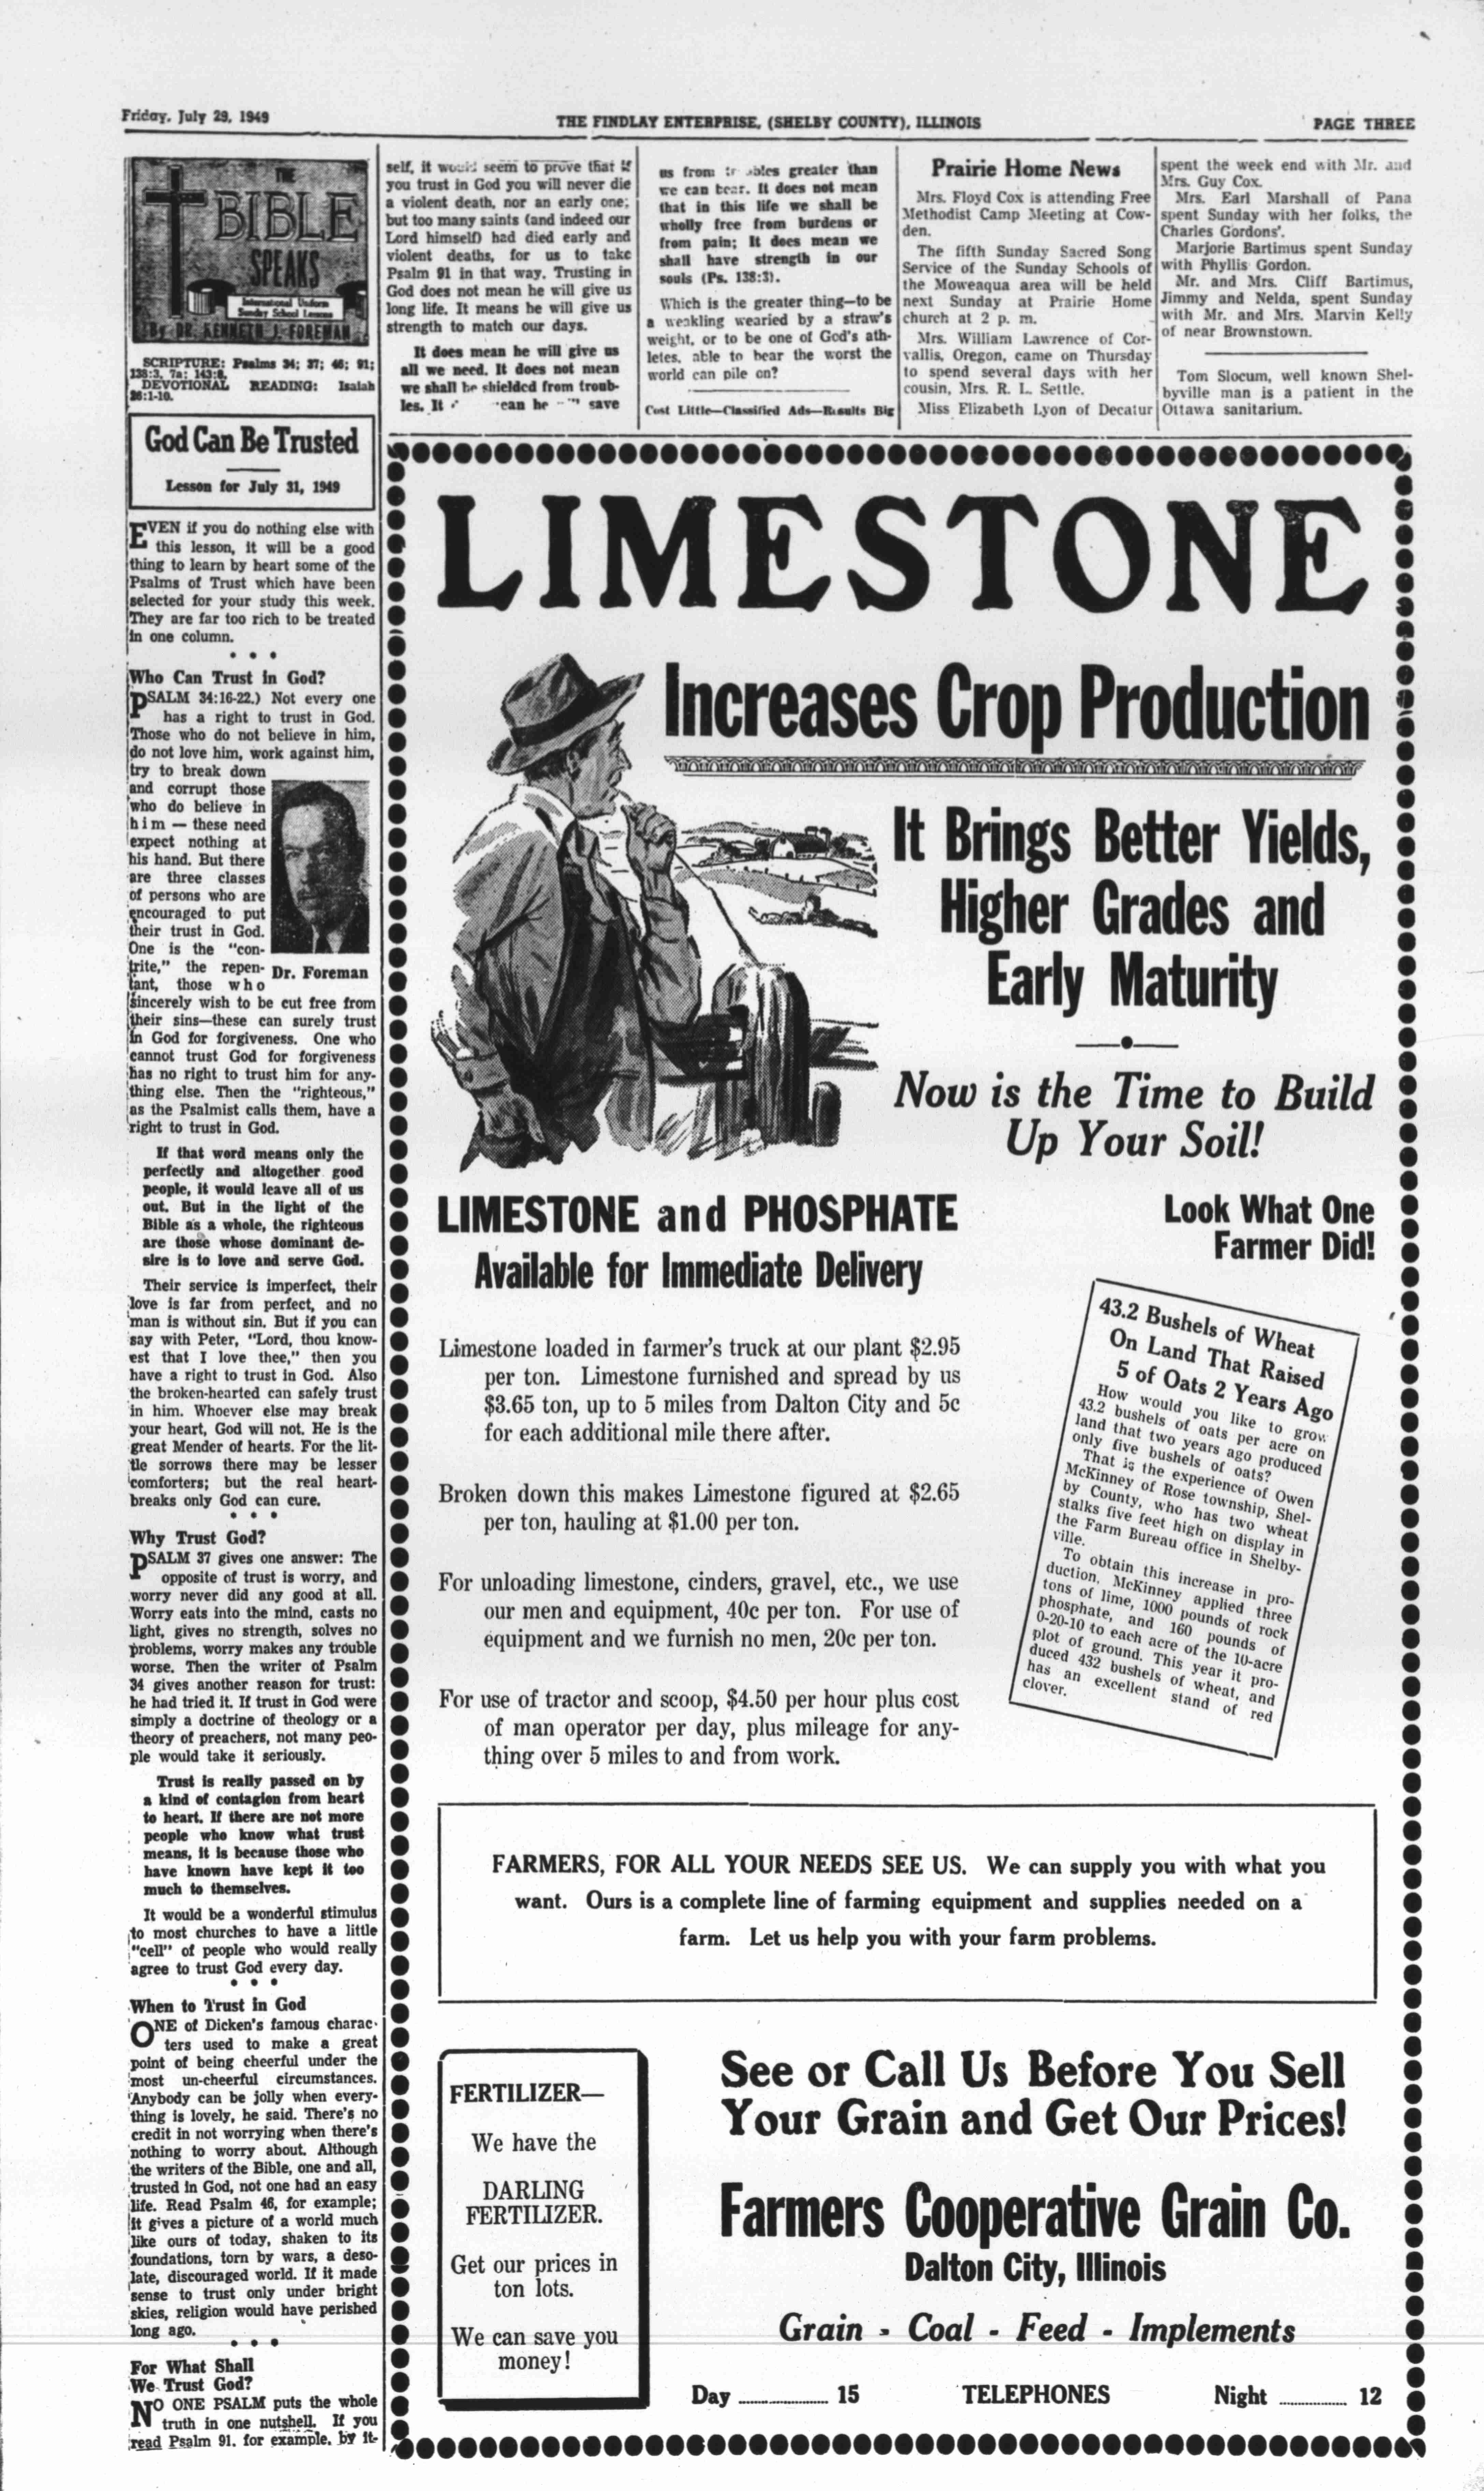 Friday, July 29, 1949
THE FINDLAY ENTERPRISE, (SHELBY COUNTY), ILLINOIS
PAGE THREE
THE
BIBLE
SPEAKS
International Uniform
Sunday School Lessons
By DR. KENNETH J. FOREMAN
SCRIPTURE: Psalms 34; 37; 46; 91;
138:3, 7a; 143:8.
DEVOTIONAL READING: Isaiah
26:1-10.
God Can Be Trusted
Lesson for July 31, 1949
EVEN if you do nothing else with
this lesson, it will be a good
thing to learn by heart some of the
Psalms of Trust which have been
selected for your study this week.
They are far too rich to be treated
in one column.
• • •
Who Can Trust in God?
PSALM 34:16-22.) Not every one
has a right to trust in God.
Those who do not believe in him,
do not love him, work against him,
try to break down
and corrupt those
who do believe in
him — these need
expect nothing at
his hand. But there
are three classes
of persons who are
encouraged to put
their trust in God.
One is the "con-
trite," the repen-
tant, those who
Dr. Foreman
sincerely wish to be cut free from
their sins—these can surely trust
in God for forgiveness. One who
cannot trust God for forgiveness
has no right to trust him for any-
thing else. Then the "righteous,"
as the Psalmist calls them, have a
right to trust in God.
If that word means only the
perfectly and altogether good
people, it would leave all of us
out. But in the light of the
Bible as a whole, the righteous
are those whose dominant de-
sire is to love and serve God.
Their service is imperfect, their
love is far from perfect, and no
man is without sin. But if you can
say with Peter, "Lord, thou know-
est that I love thee," then you
have a right to trust in God. Also
the broken-hearted can safely trust
in him. Whoever else may break
your heart, God will not. He is the
great Mender of hearts. For the lit-
tle sorrows there may be lesser
comforters; but the real heart-
breaks only God can cure.
• • •
Why Trust God?
PSALM 37 gives one answer: The
opposite of trust is worry, and
worry never did any good at all.
Worry eats into the mind, casts no
light, gives no strength, solves no
problems, worry makes any trouble
worse. Then the writer of Psalm
34 gives another reason for trust:
he had tried it. If trust in God were
simply a doctrine of theology or a
theory of preachers, not many peo-
ple would take it seriously.
Trust is really passed on by
a kind of contagion from heart
to heart. If there are not more
people who know what trust
means, it is because those who
have known have kept it too
much to themselves.
It would be a wonderful stimulus
to most churches to have a little
"cell" of people who would really
agree to trust God every day.
• • •
When to Trust in God
ONE of Dicken's famous charac-
ters used to make a great
point of being cheerful under the
most un-cheerful circumstances.
Anybody can be jolly when every-
thing is lovely, he said. There's no
credit in not worrying when there's
nothing to worry about. Although
the writers of the Bible, one and all,
trusted in God, not one had an easy
life. Read Psalm 46, for example;
it gives a picture of a world much
like ours of today, shaken to its
foundations, torn by wars, a deso-
late, discouraged world. If it made
sense to trust only under bright
skies, religion would have perished
long ago.
• • •
For What Shall
We Trust God?
NO ONE PSALM puts the whole
truth in one nutshell. If you
read Psalm 91, for example, by it-
self, it would seem to prove that if
you trust in God you will never die
a violent death, nor an early one;
but too many saints (and indeed our
Lord himself) had died early and
violent deaths, for us to take
Psalm 91 in that way. Trusting in
God does not mean he will give us
long life. It means he will give us
strength to match our days.
It does mean he will give us
all we need. It does not mean
we shall be shielded from troub-
les. It can he save
us from troubles greater than
we can bear. It does not mean
that in this life we shall be
wholly free from burdens or
from pain; It does mean we
shall have strength in our
souls (Ps. 138:3).
Which is the greater thing—to be
a weakling wearied by a straw's
weight, or to be one of God's ath-
letes, able to bear the worst the
world can pile on?
Cost Little—Classified Ads—Results Big
Prairie Home News
Mrs. Floyd Cox is attending Free
Methodist Camp Meeting at Cow-
den.
The fifth Sunday Sacred Song
Service of the Sunday Schools of
the Moweaqua area will be held
next Sunday at Prairie Home
church at 2 p. m.
Mrs. William Lawrence of Cor-
vallis, Oregon, came on Thursday
to spend several days with her
cousin, Mrs. R. L. Settle.
Miss Elizabeth Lyon of Decatur
spent the week end with Mr. and
Mrs. Guy Cox.
Mrs. Earl Marshall of Pana
spent Sunday with her folks, the
Charles Gordons'.
Marjorie Bartimus spent Sunday
with Phyllis Gordon.
Mr. and Mrs. Cliff Bartimus,
Jimmy and Nelda, spent Sunday
with Mr. and Mrs. Marvin Kelly
of near Brownstown.
Tom Slocum, well known Shel-
byville man is a patient in the
Ottawa sanitarium.
LIMESTONE
Increases Crop Production
It Brings Better Yields,
Higher Grades and
Early Maturity
Now is the Time to Build
Up Your Soil!
LIMESTONE and PHOSPHATE
Available for Immediate Delivery
Limestone loaded in farmer's truck at our plant $2.95
per ton. Limestone furnished and spread by us
$3.65 ton, up to 5 miles from Dalton City and 5c
for each additional mile there after.
Broken down this makes Limestone figured at $2.65
per ton, hauling at $1.00 per ton.
For unloading limestone, cinders, gravel, etc., we use
our men and equipment, 40c per ton. For use of
equipment and we furnish no men, 20c per ton.
For use of tractor and scoop, $4.50 per hour plus cost
of man operator per day, plus mileage for any-
thing over 5 miles to and from work.
Look What One
Farmer Did!
43.2 Bushels of Wheat
On Land That Raised
5 of Oats 2 Years Ago
How would you like to grow
43.2 bushels of oats per acre on
land that two years ago produced
only five bushels of oats?
That is the experience of Owen
McKinney of Rose township, Shel-
by County, who has two wheat
stalks five feet high on display in
the Farm Bureau office in Shelby-
ville.
To obtain this increase in pro-
duction, McKinney applied three
tons of lime, 1000 pounds of rock
phosphate, and 160 pounds of
0-20-10 to each acre of the 10-acre
plot of ground. This year it pro-
duced 432 bushels of wheat, and
has an excellent stand of red
clover.
FARMERS, FOR ALL YOUR NEEDS SEE US. We can supply you with what you
want. Ours is a complete line of farming equipment and supplies needed on a
farm. Let us help you with your farm problems.
FERTILIZER—
We have the
DARLING
FERTILIZER.
Get our prices in
ton lots.
We can save you
money!
See or Call Us Before You Sell
Your Grain and Get Our Prices!
Farmers Cooperative Grain Co.
Dalton City, Illinois
Grain - Coal - Feed - Implements
Day ........ 15 TELEPHONES Night ........ 12